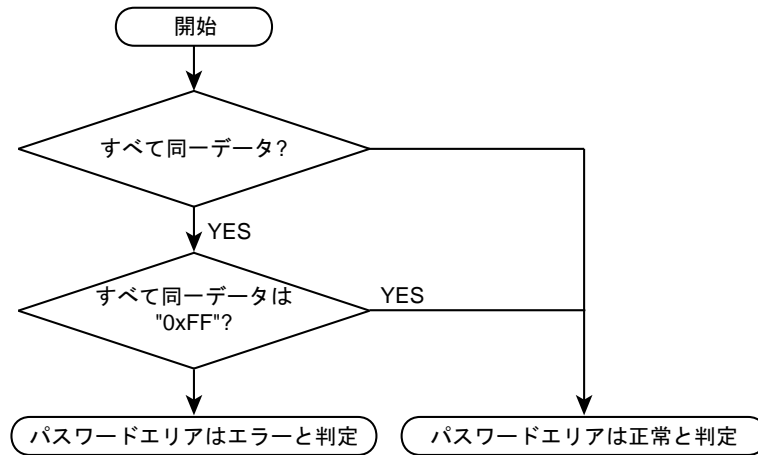 開始
すべて同一データ?
YES
すべて同一データは
"0xFF"?
YES
パスワードエリアはエラーと判定
パスワードエリアは正常と判定